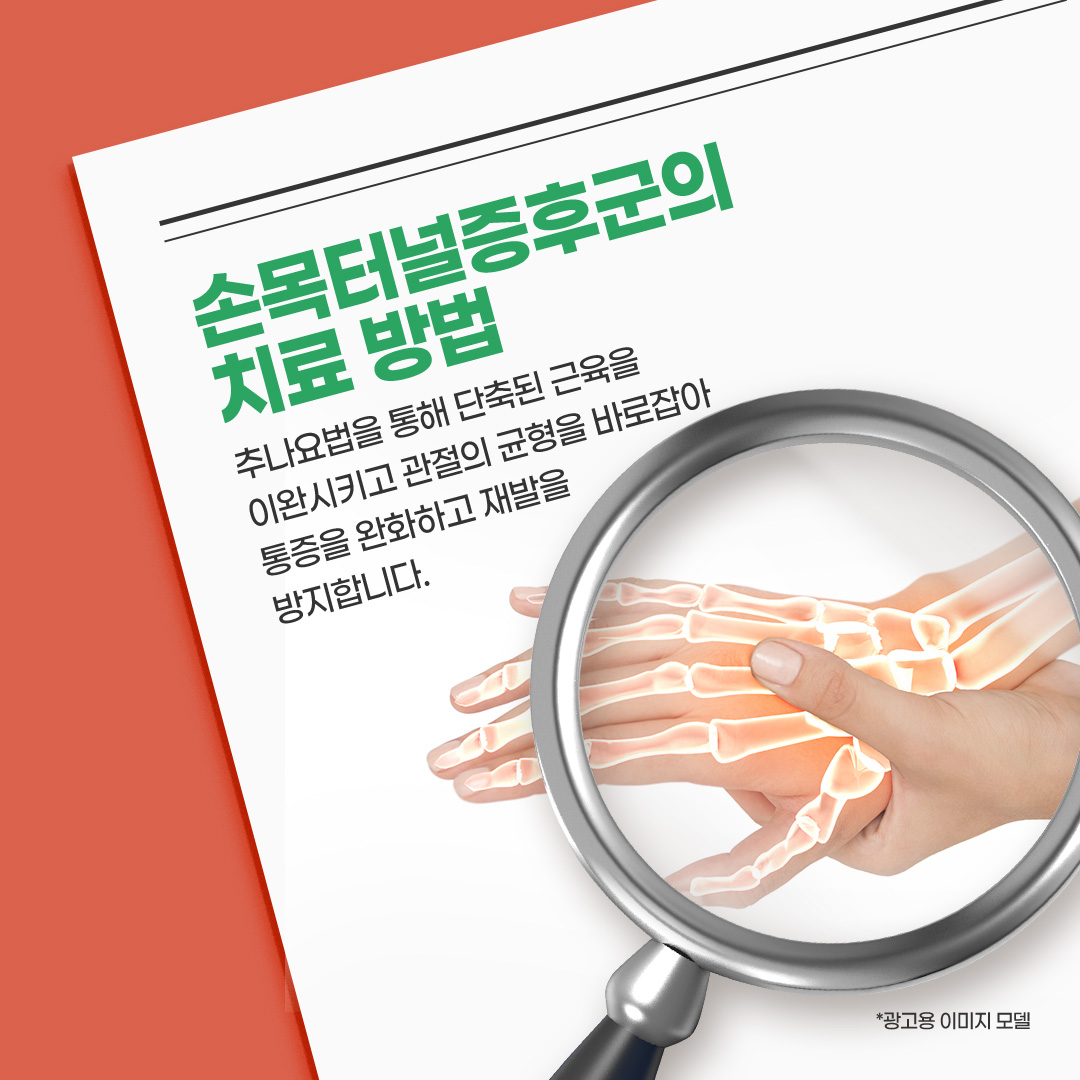 손목터널증후군의
치료 방법
추나요법을 통해 단축된 근육을
이완시키고 관절의 균형을 바로잡아
통증을 완화하고 재발을
방지합니다.
*광고용 이미지 모델